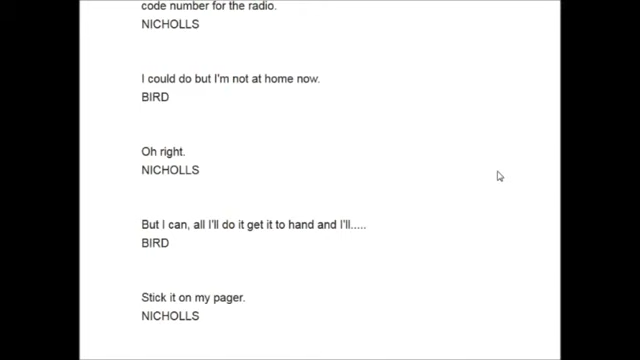 code number for the radio.
NICHOLLS
I could do but I'm not at home now.
BIRD
Oh right.
NICHOLLS
But I can, all I'll do it get it to hand and I'll.....
BIRD
Stick it on my pager.
NICHOLLS